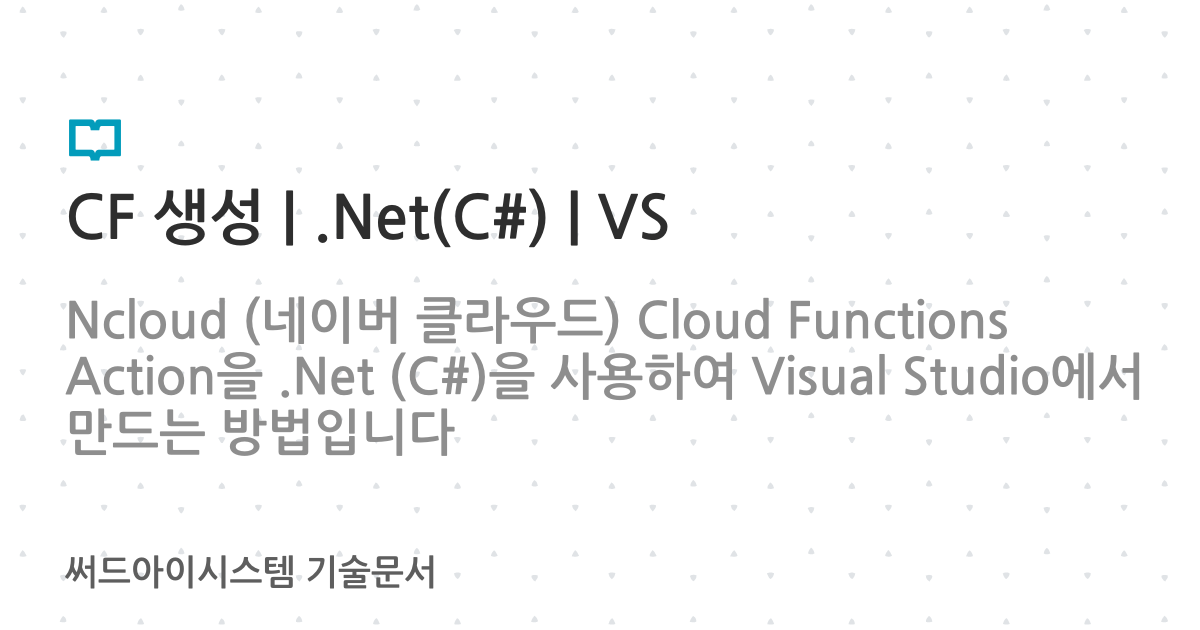 CF 생성 | .Net(C#) | VS
Ncloud (네이버 클라우드) Cloud Functions
Action을 .Net (C#)을 사용하여 Visual Studio에서
만드는 방법입니다
써드아이시스템 기술문서